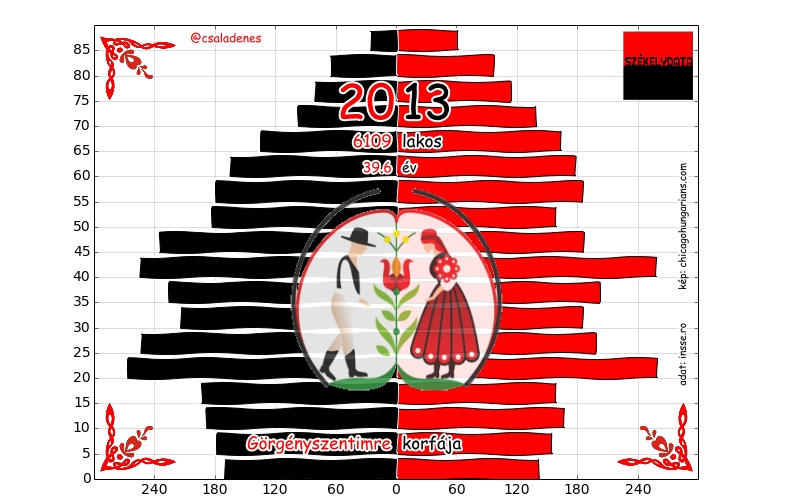 @csaladenes
SZÉKELYDATA
2013
6109 lakos
39.6 év
kép: chicagohungarians.com
adat: insse.ro
Görgényszentimre korfája
85
80
75
70
65
60
55
50
45
40
35
30
25
20
15
10
5
0
240 180 120 60 0 60 120 180 240